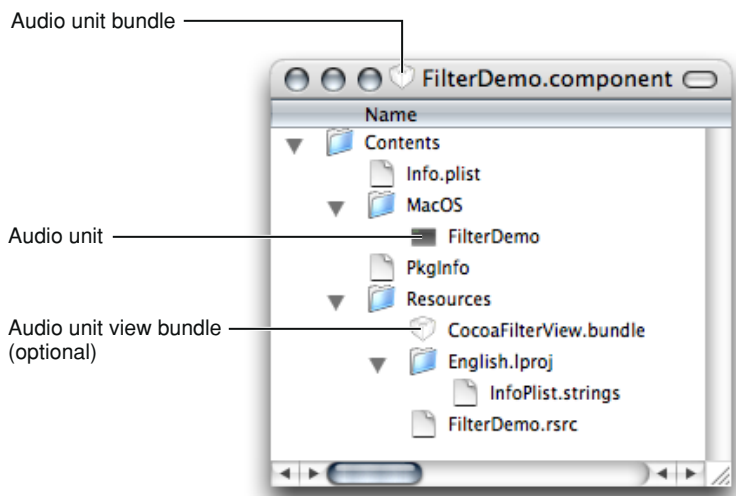 Audio unit bundle
FilterDemo.component
Name
Contents
Info.plist
MacOS
Audio unit
FilterDemo
PkgInfo
Resources
Audio unit view bundle
(optional)
CocoaFilterView.bundle
English.lproj
InfoPlist.strings
FilterDemo.rsrc